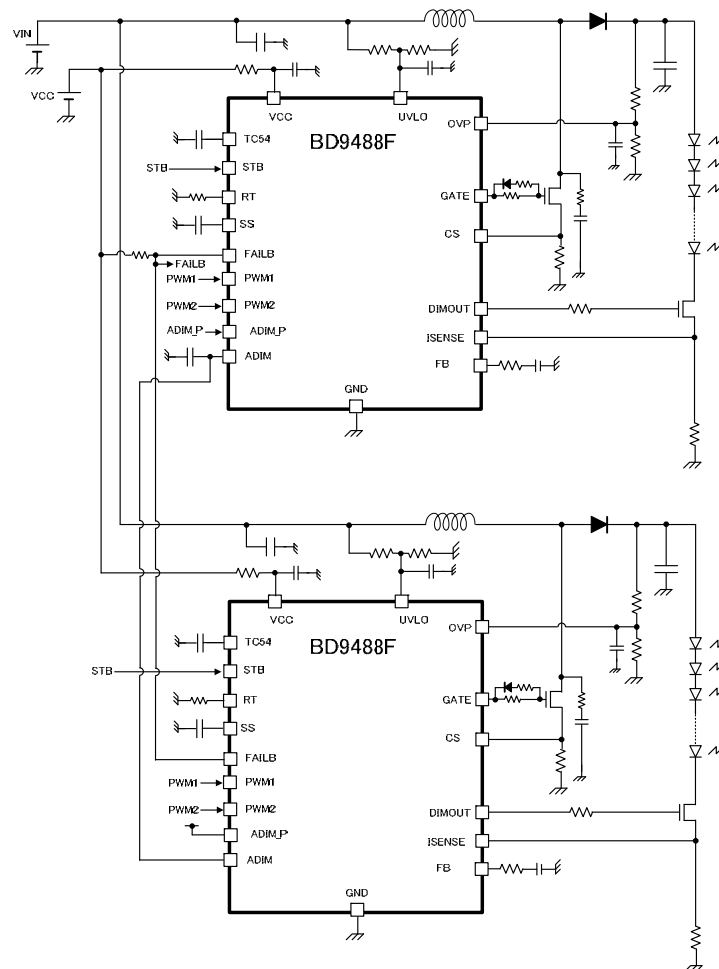 VIN
VCC
VCC
UVLO
BD9488F
TC54
STB
STB
RT
SS
FAILB
FAILB
PWM1
PWM1
PWM2
PWM2
ADIM_P
ADIM_P
ADIM
GND
OVP
GATE
CS
DIMOUT
ISENSE
FB
VCC
UVLO
BD9488F
TC54
STB
STB
RT
SS
FAILB
PWM1
PWM1
PWM2
PWM2
ADIM_P
ADIM
GND
OVP
GATE
CS
DIMOUT
ISENSE
FB